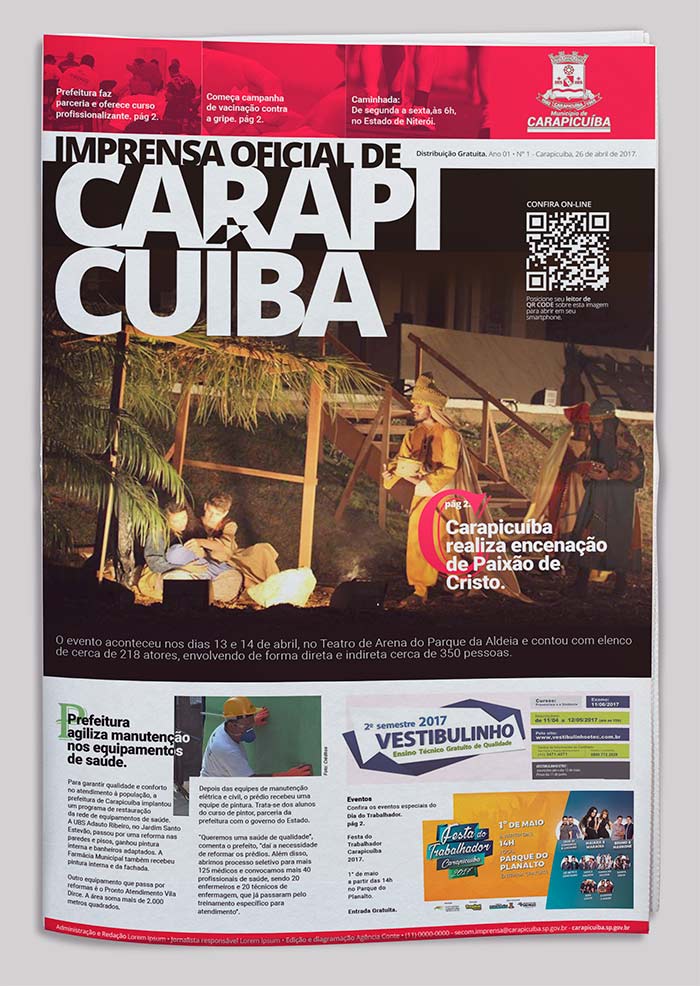 Prefeitura faz
parceria e oferece curso
profissionalizante. pág 2.
Começa campanha
de vacinação contra
a gripe. pág 2.
Caminhada:
De segunda a sexta,às 6h,
no Estado de Niterói.
CARAPICUÍBA
Município de
CARAPICUÍBA
IMPRENSA OFICIAL DE
CARAPI
CUÍBA
Distribuição Gratuita. Ano 01 • Nº 1 - Carapicuíba, 26 de abril de 2017.
CONFIRA ON-LINE
Posicione seu leitor de
QR CODE sobre esta imagem
para abrir em seu
smartphone.
C
pág 2.
Carapicuíba
realiza encenação
de Paixão de
Cristo.
O evento aconteceu nos dias 13 e 14 de abril, no Teatro de Arena do Parque da Aldeia e contou com elenco
de cerca de 218 atores, envolvendo de forma direta e indireta cerca de 350 pessoas.
P
Prefeitura
agiliza manutenção
nos equipamentos
de saúde.
Foto: Créditos
Para garantir qualidade e conforto
no atendimento à população, a
prefeitura de Carapicuíba implantou
um programa de restauração
da rede de equipamentos de saúde.
A UBS Adauto Ribeiro, no Jardim Santo
Estevão, passou por uma reforma nas
paredes e pisos, ganhou pintura
interna e banheiros adaptados. A
Farmácia Municipal também recebeu
pintura interna e da fachada.
Outro equipamento que passa por
reformas é o Pronto Atendimento Vila
Dirce. A área soma mais de 2.000
metros quadrados.
Depois das equipes de manutenção
elétrica e civil, o prédio recebeu uma
equipe de pintura. Trata-se dos alunos
do curso de pintor, parceria da
prefeitura com o governo do Estado.
"Queremos uma saúde de qualidade",
comenta o prefeito, "daí a necessidade
de reformar os prédios. Além disso,
abrimos processo seletivo para mais
125 médicos e convocamos mais 40
profissionais de saúde, sendo 20
enfermeiros e 20 técnicos de
enfermagem, que já passaram pelo
treinamento específico para
atendimento".
2º semestre 2017
VESTIBULINHO
Ensino Técnico Gratuito de Qualidade
Cursos:
Exame:
11/06/2017
de 11/04 a 12/05/2017
Pelo site:
www.vestibulinhoetec.com.br
Eventos
Confira os eventos especiais do
Dia do Trabalhador.
pág 2.
Festa do
Trabalhador
Carapicuíba
2017.
1º de maio
a partir das 14h
no Parque do
Planalto.
Entrada Gratuita.
Festa do
Trabalhador
Carapicuíba
2017
1º DE MAIO
A PARTIR DAS
14H
PARQUE DO
PLANALTO
Administração e Redação Lorem Ipsum • Jornalista responsável Lorem Ipsum • Edição e diagramação Agência Conte • (11) 0000-0000 - secom.imprensa@carapicuiba.sp.gov.br - carapicuiba.sp.gov.br